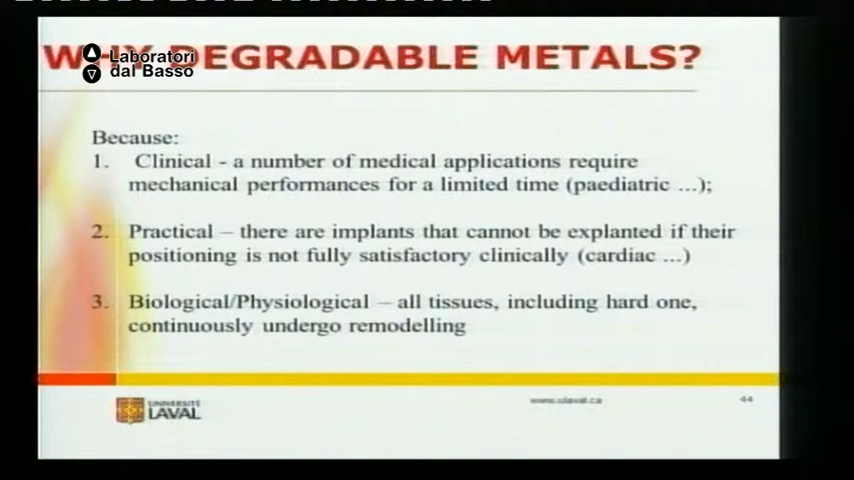 WHY DEGRADABLE METALS?
Laboratori
dal Basso
Because:
1. Clinical - a number of medical applications require
mechanical performances for a limited time (paediatric ...);
2. Practical – there are implants that cannot be explanted if their
positioning is not fully satisfactory clinically (cardiac ...)
3. Biological/Physiological – all tissues, including hard one,
continuously undergo remodelling
UNIVERSITÉ
LAVAL
www.ulaval.ca
44